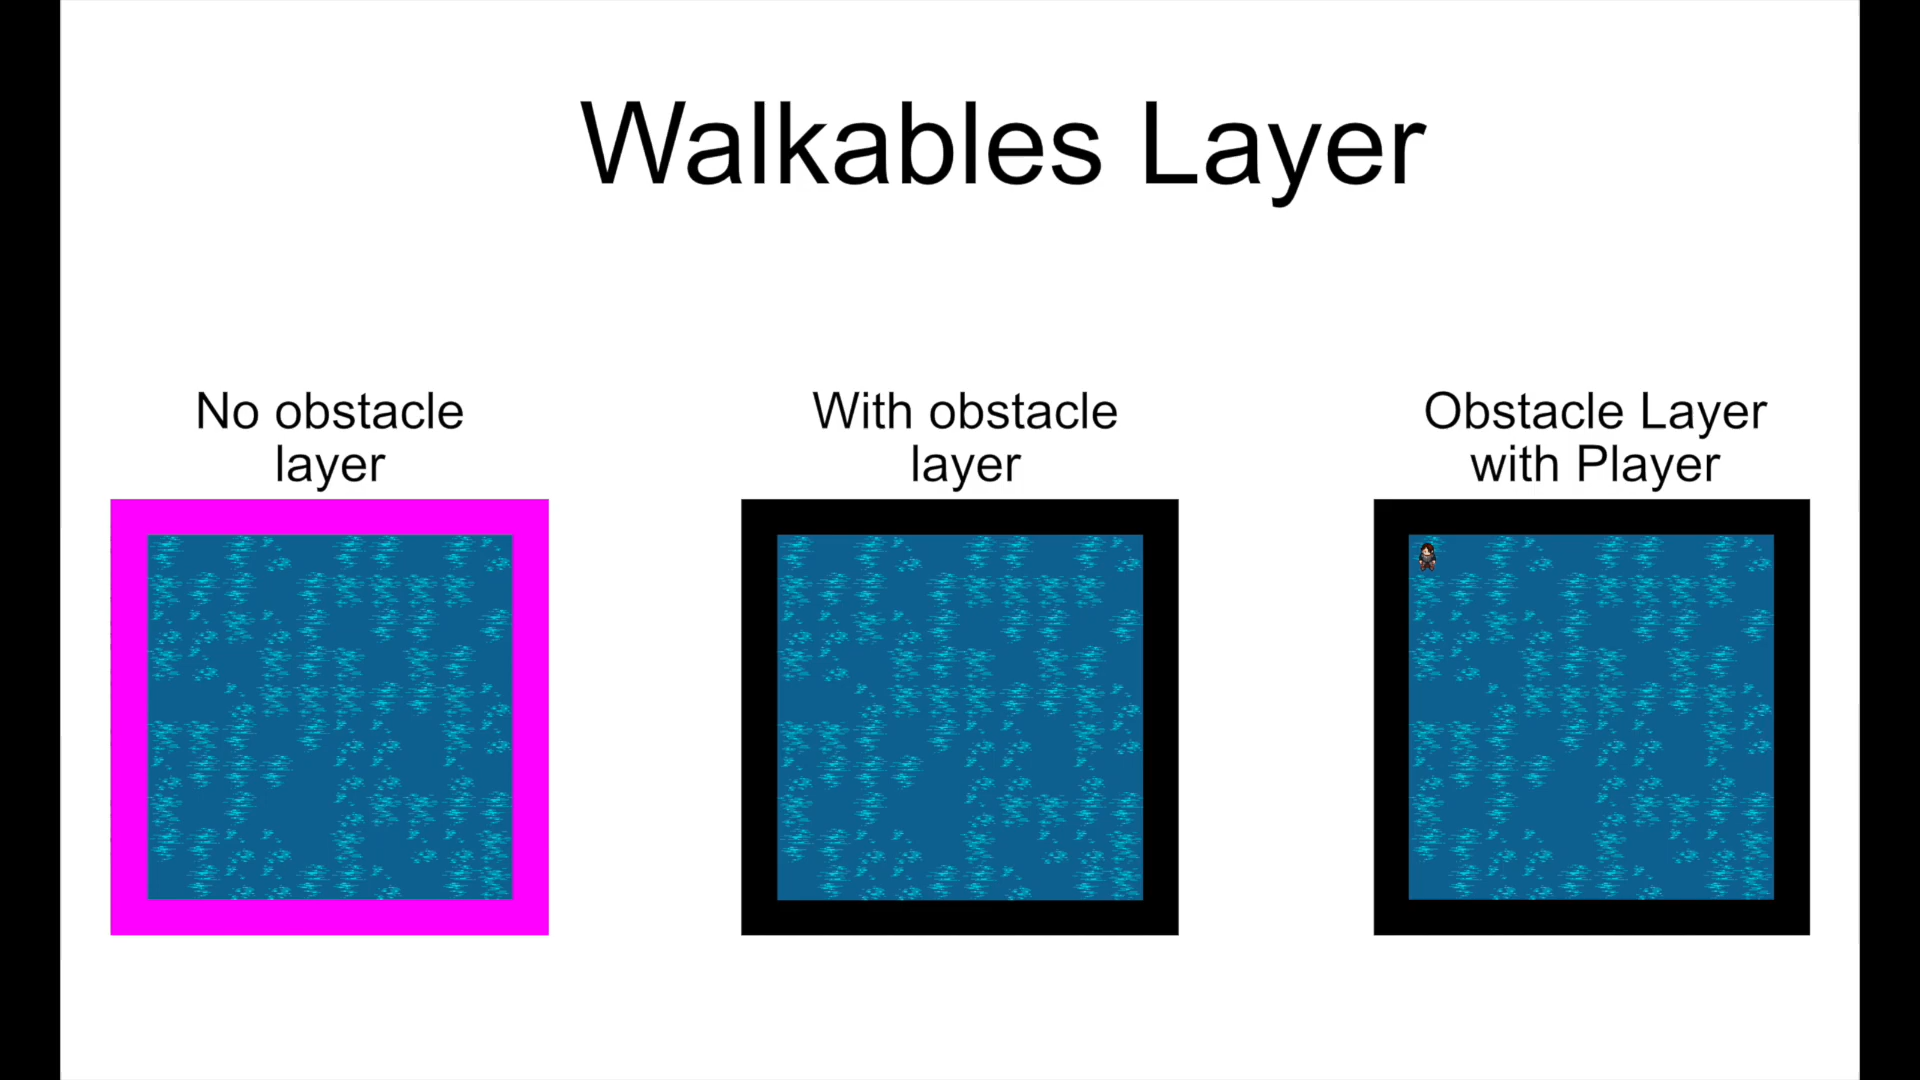 Walkables Layer
No obstacle
layer
With obstacle
layer
Obstacle Layer
with Player